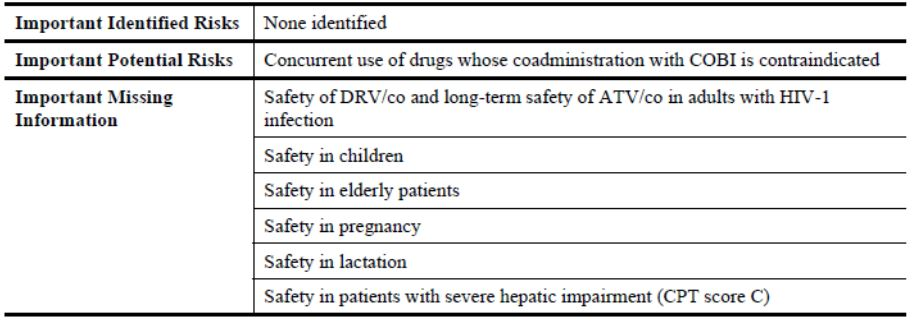 Important Identified Risks None identified
Important Potential Risks Concurrent use of drugs whose coadministration with COBI is contraindicated
Important Missing Information
Safety of DRV/co and long-term safety of ATV/co in adults with HIV-1
infection
Safety in children
Safety in elderly patients
Safety in pregnancy
Safety in lactation
Safety in patients with severe hepatic impairment (CPT score C)